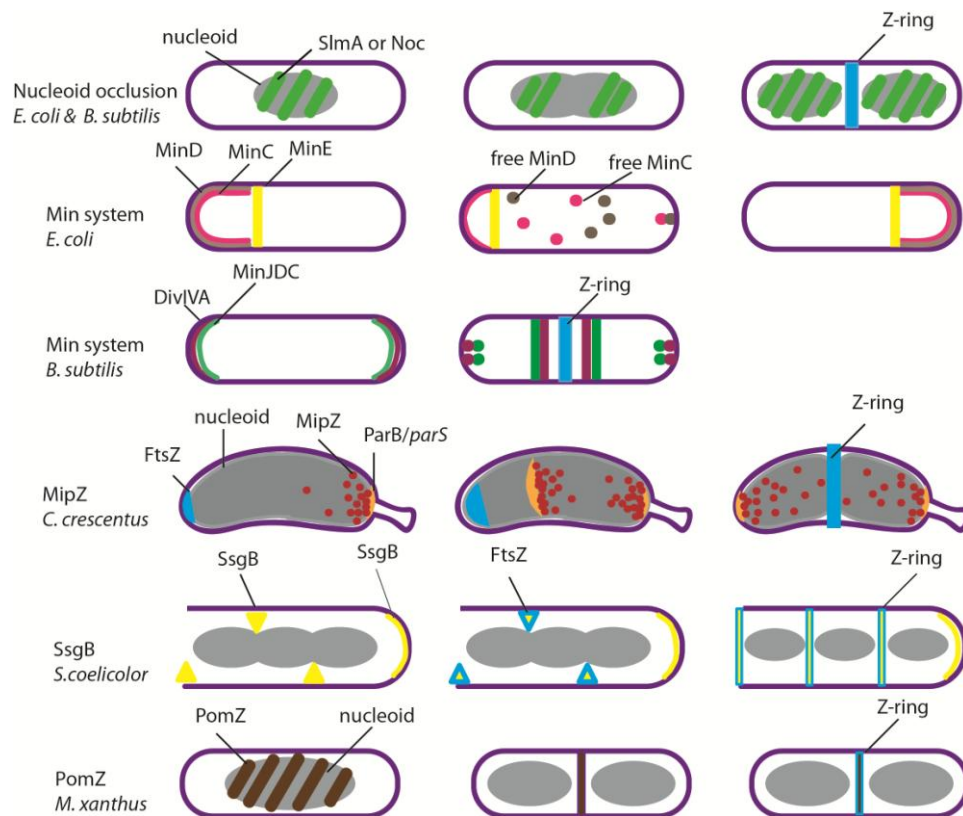 nucleoid
SlmA or Noc
Z-ring
Nucleoid occlusion
E. coli & B. subtilis
MinD
MinC
MinE
free MinD
free MinC
Min system
E. coli
MinJDC
DivIVA
Z-ring
Min system
B. subtilis
nucleoid
MipZ
ParB/parS
FtsZ
Z-ring
MipZ
C. crescentus
SsgB
SsgB
FtsZ
Z-ring
SsgB
S.coelicolor
PomZ
nucleoid
Z-ring
PomZ
M. xanthus